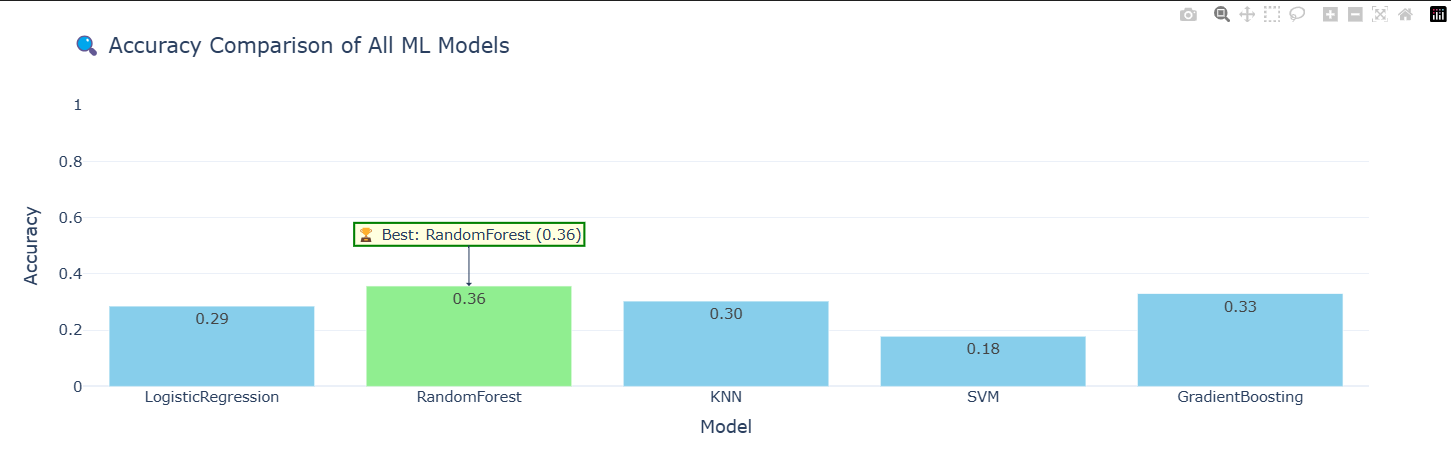 🔍 Accuracy Comparison of All ML Models
1
0.8
0.6
0.4
0.2
0
Accuracy
🏆 Best: RandomForest (0.36)
0.29
0.36
0.30
0.18
0.33
LogisticRegression
RandomForest
KNN
SVM
GradientBoosting
Model